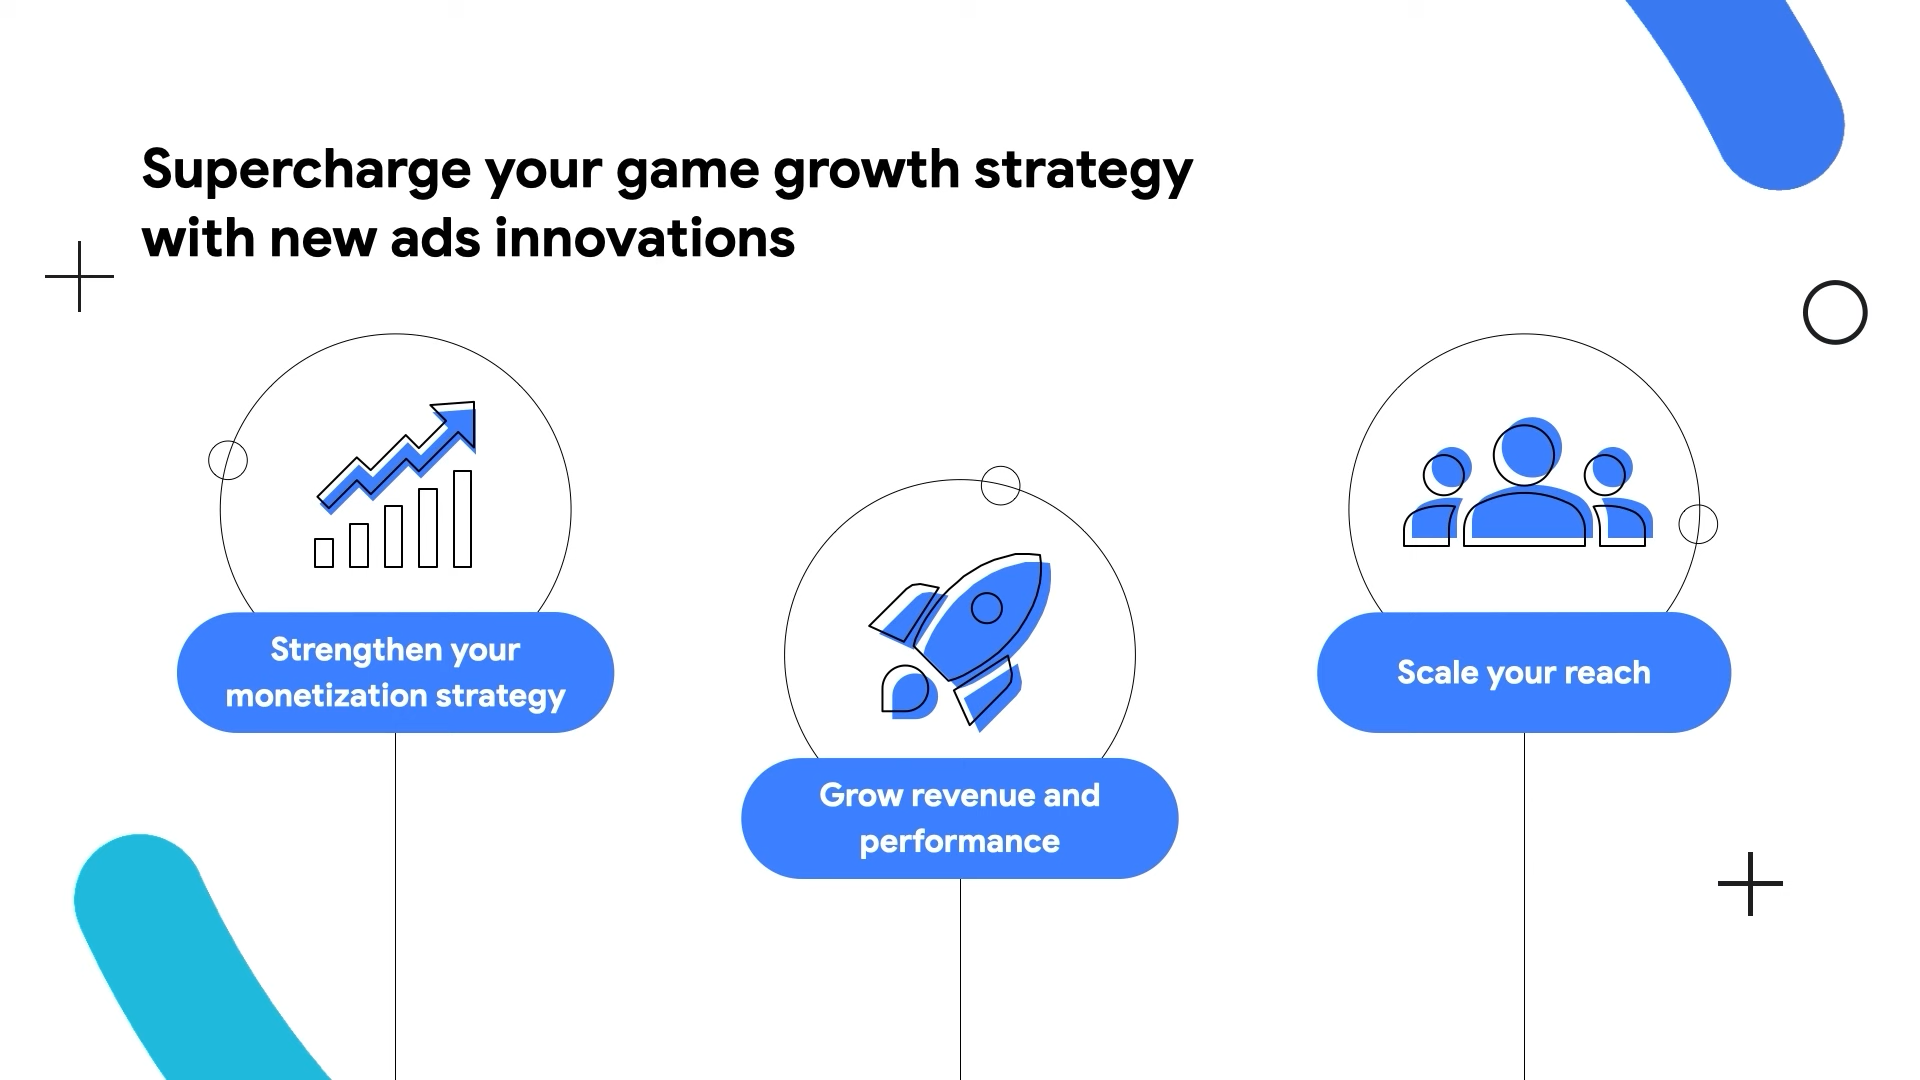 Supercharge your game growth strategy
with new ads innovations
Strengthen your
monetization strategy
Grow revenue and
performance
Scale your reach